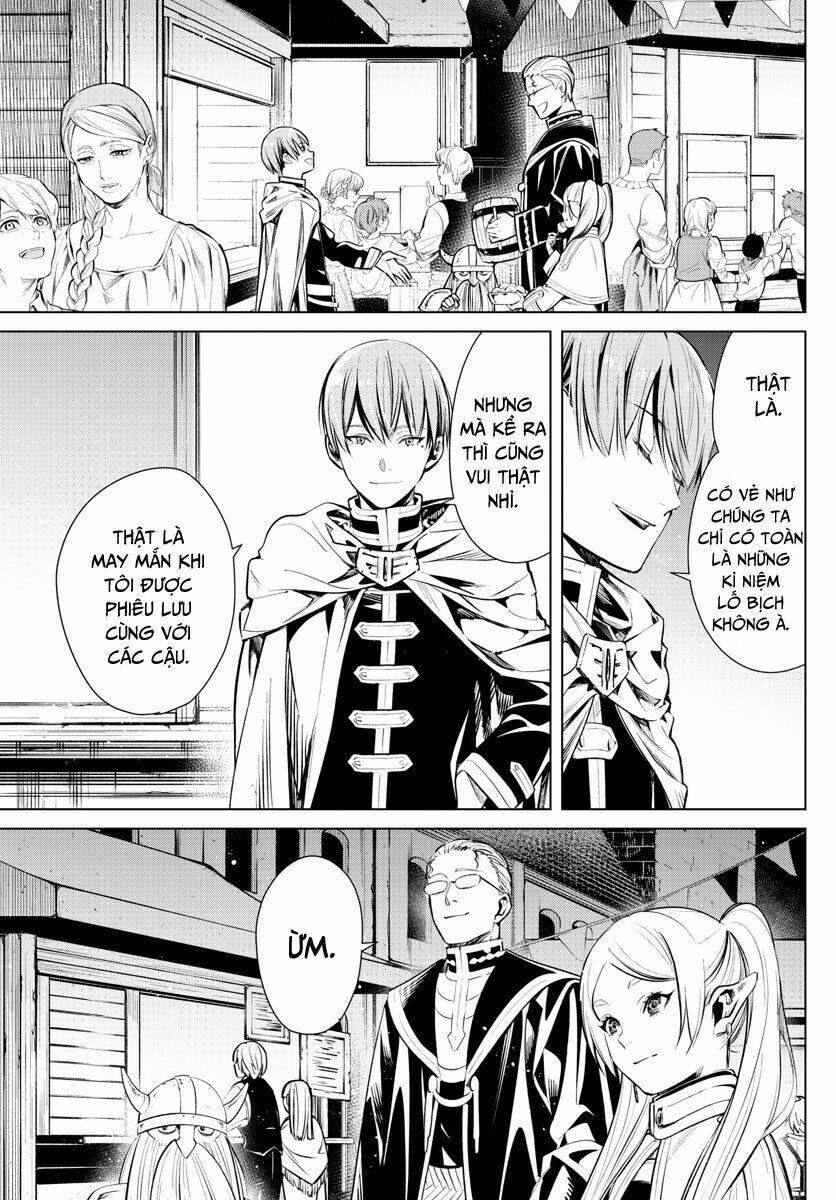 THẬT
LÀ.
CÓ VẺ NHƯ
CHÚNG TA
CHỈ CÓ TOÀN
LÀ NHỮNG
KỈ NIỆM
LỐ BỊCH
KHÔNG À.
NHƯNG
MÀ KỂ RA
THÌ CŨNG
VUI THẬT
NHỈ.
THẬT LÀ
MAY MẮN KHI
TÔI ĐƯỢC
PHIÊU LƯU
CÙNG VỚI
CÁC CẬU.
ỪM.